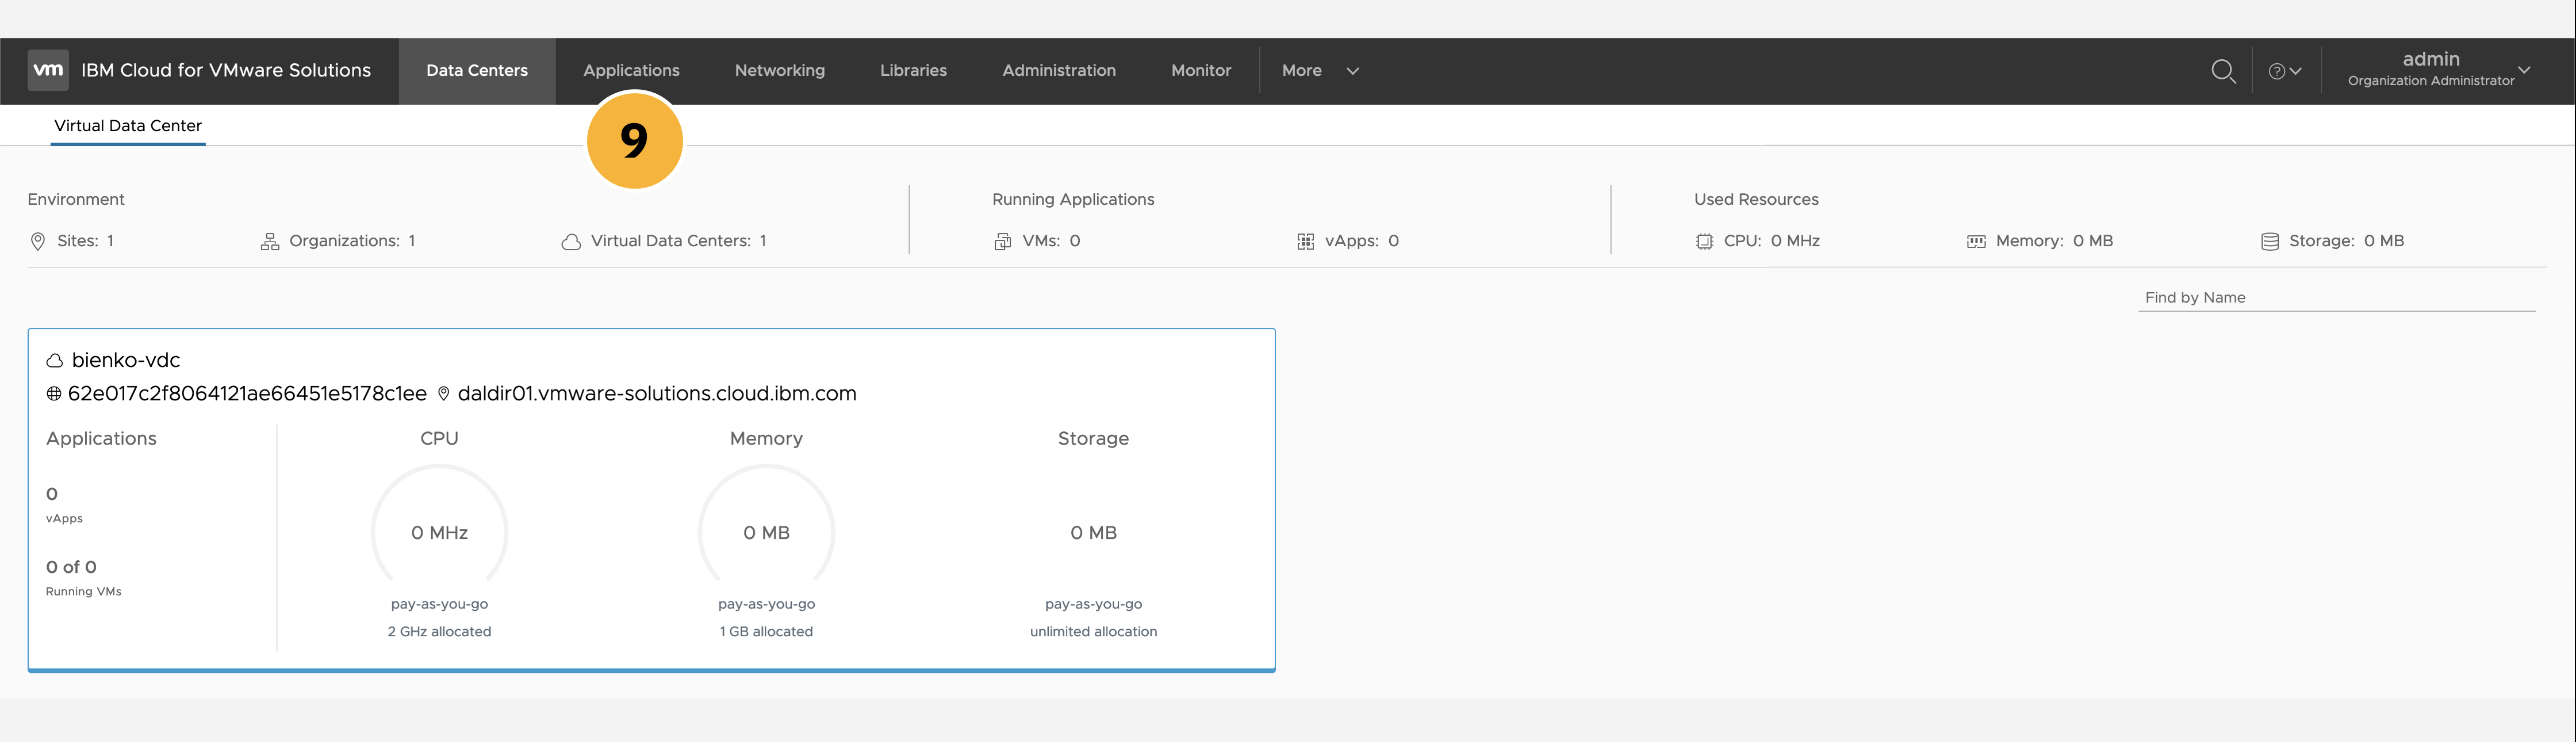 vm IBM Cloud for VMware Solutions Data Centers Applications Networking Libraries Administration Monitor More ? admin
Organization Administrator
Virtual Data Center
9
Environment Running Applications Used Resources
Sites: 1 Organizations: 1 Virtual Data Centers: 1 VMs: 0 vApps: 0 CPU: 0 MHz Memory: 0 MB Storage: 0 MB
Find by Name
bienko-vdc
62e017c2f8064121ae66451e5178c1ee daldir01.vmware-solutions.cloud.ibm.com
Applications CPU Memory Storage
0
vApps
0 MHz 0 MB 0 MB
0 of 0
Running VMs
pay-as-you-go pay-as-you-go pay-as-you-go
2 GHz allocated 1 GB allocated unlimited allocation